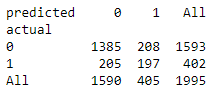 predicted 0 1 All
actual
0 1385 208 1593
1 205 197 402
All 1590 405 1995